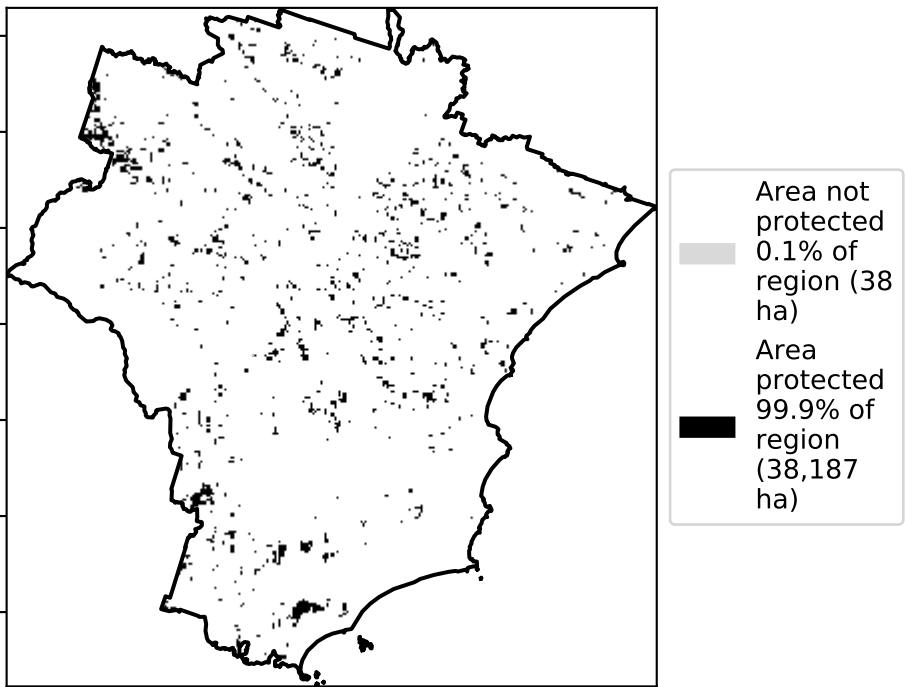 Area not
protected
0.1% of
region (38
ha)
Area
protected
99.9% of
region
(38,187
ha)